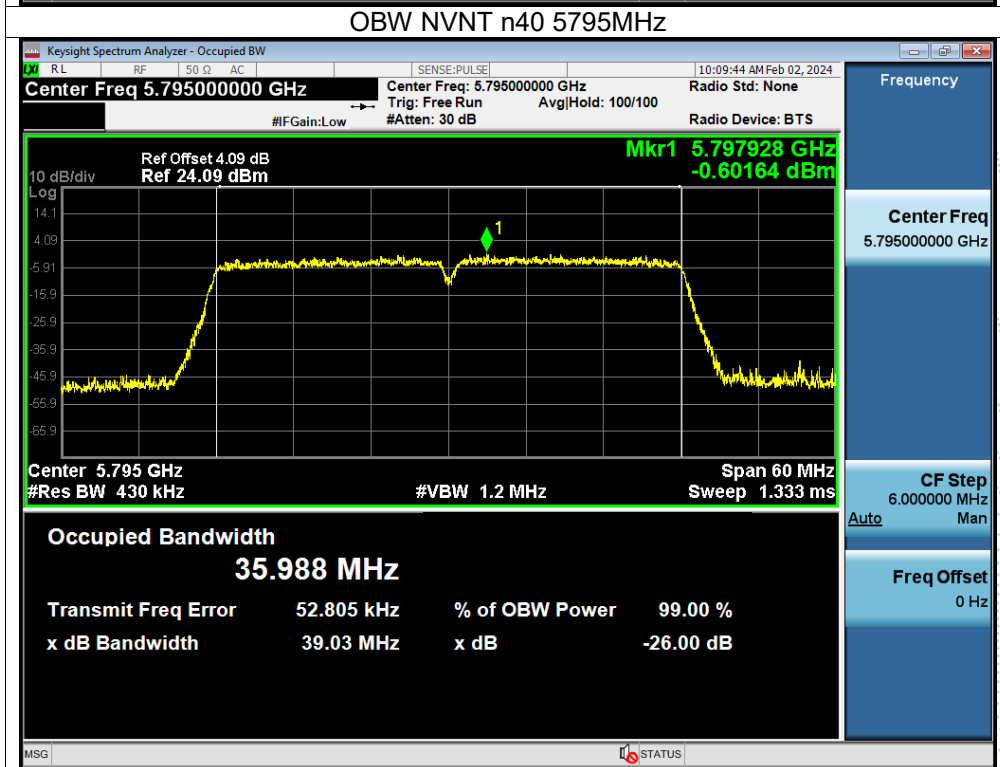 OBW NVNT n40 5795MHz
Keysight Spectrum Analyzer - Occupied BW
LXI RL RF 50 Ω AC SENSE:PULSE 10:09:44 AM Feb 02, 2024
Center Freq 5.795000000 GHz
Center Freq: 5.795000000 GHz
Radio Std: None
Trig: Free Run Avg|Hold: 100/100
#IFGain:Low #Atten: 30 dB Radio Device: BTS
Frequency
Ref Offset 4.09 dB
Mkr1 5.797928 GHz
10 dB/div Ref 24.09 dBm -0.60164 dBm
Log
14.1
4.09
-5.91
-15.9
-25.9
-35.9
-45.9
-55.9
-65.9
1
Center 5.795 GHz Span 60 MHz
#Res BW 430 kHz #VBW 1.2 MHz Sweep 1.333 ms
Occupied Bandwidth
35.988 MHz
Transmit Freq Error 52.805 kHz % of OBW Power 99.00 %
x dB Bandwidth 39.03 MHz x dB -26.00 dB
Center Freq
5.795000000 GHz
CF Step
6.000000 MHz
Auto Man
Freq Offset
0 Hz
MSG STATUS